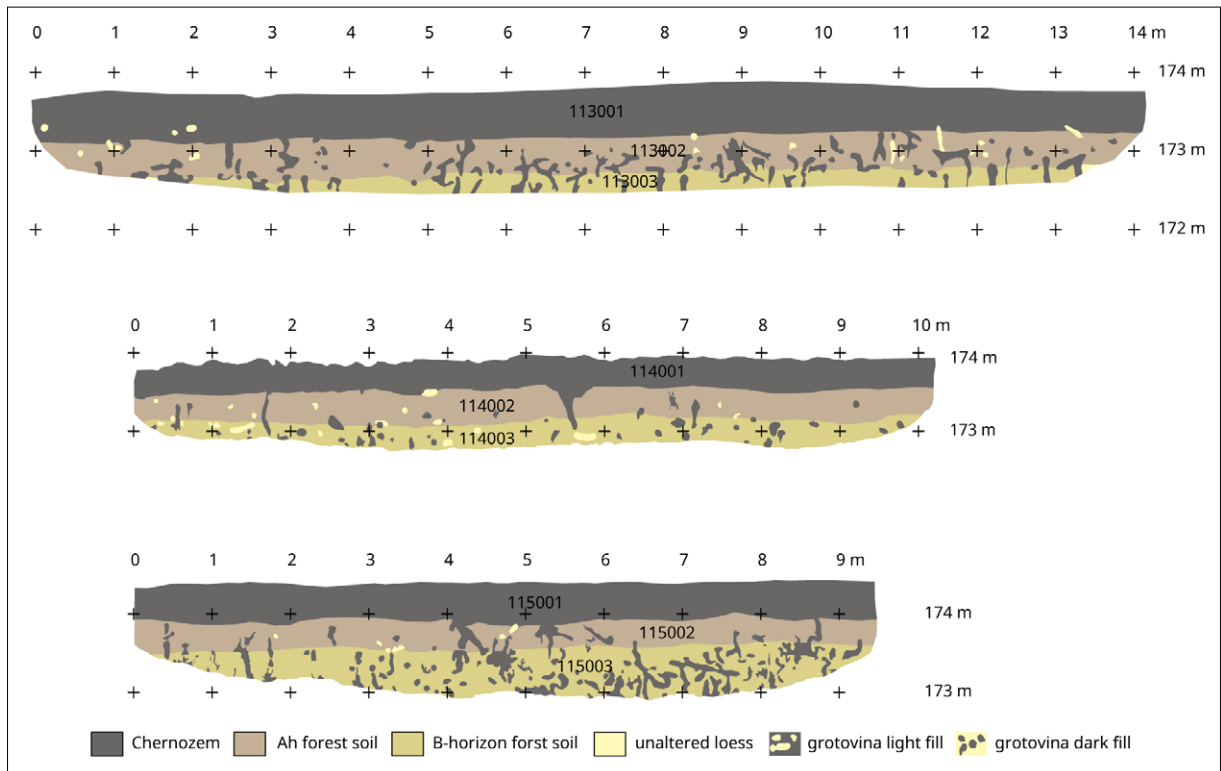 0 1 2 3 4 5 6 7 8 9 10 11 12 13 14 m
174 m
113001
113002
173 m
113003
172 m
0 1 2 3 4 5 6 7 8 9 10 m
174 m
114001
114002
173 m
114003
0 1 2 3 4 5 6 7 8 9 m
115001
174 m
115002
115003
173 m
Chernozem Ah forest soil B-horizon forst soil unaltered loess grotovina light fill grotovina dark fill